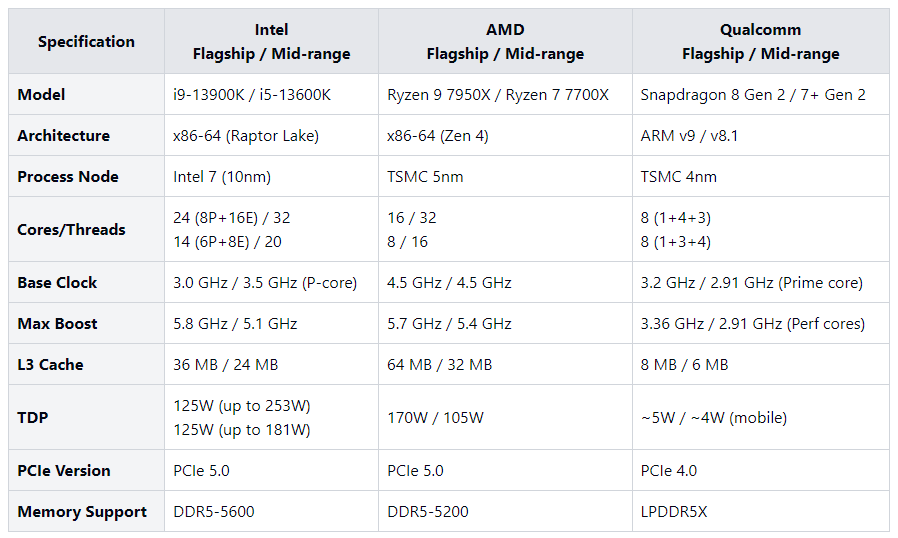 Specification
Intel
Flagship / Mid-range
AMD
Flagship / Mid-range
Qualcomm
Flagship / Mid-range
Model
i9-13900K / i5-13600K
Ryzen 9 7950X / Ryzen 7 7700X
Snapdragon 8 Gen 2 / 7+ Gen 2
Architecture
x86-64 (Raptor Lake)
x86-64 (Zen 4)
ARM v9 / v8.1
Process Node
Intel 7 (10nm)
TSMC 5nm
TSMC 4nm
Cores/Threads
24 (8P+16E) / 32
14 (6P+8E) / 20
16 / 32
8 / 16
8 (1+4+3)
8 (1+3+4)
Base Clock
3.0 GHz / 3.5 GHz (P-core)
4.5 GHz / 4.5 GHz
3.2 GHz / 2.91 GHz (Prime core)
Max Boost
5.8 GHz / 5.1 GHz
5.7 GHz / 5.4 GHz
3.36 GHz / 2.91 GHz (Perf cores)
L3 Cache
36 MB / 24 MB
64 MB / 32 MB
8 MB / 6 MB
TDP
125W (up to 253W)
125W (up to 181W)
170W / 105W
~5W / ~4W (mobile)
PCIe Version
PCIe 5.0
PCIe 5.0
PCIe 4.0
Memory Support
DDR5-5600
DDR5-5200
LPDDR5X